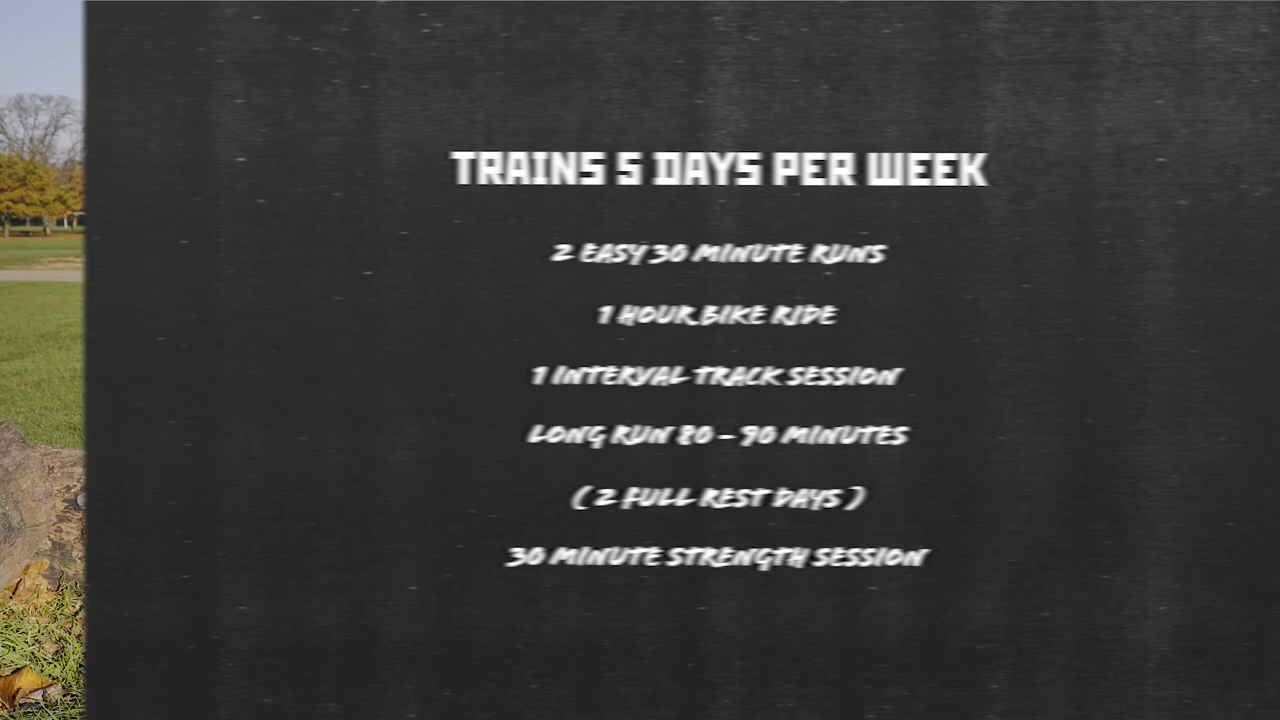 TRAINS 5 DAYS PER WEEK
2 EASY 30 MINUTE RUNS
1 HOUR BIKE RIDE
1 INTERVAL TRACK SESSION
LONG RUN 80 - 90 MINUTES
( 2 FULL REST DAYS )
30 MINUTE STRENGTH SESSION